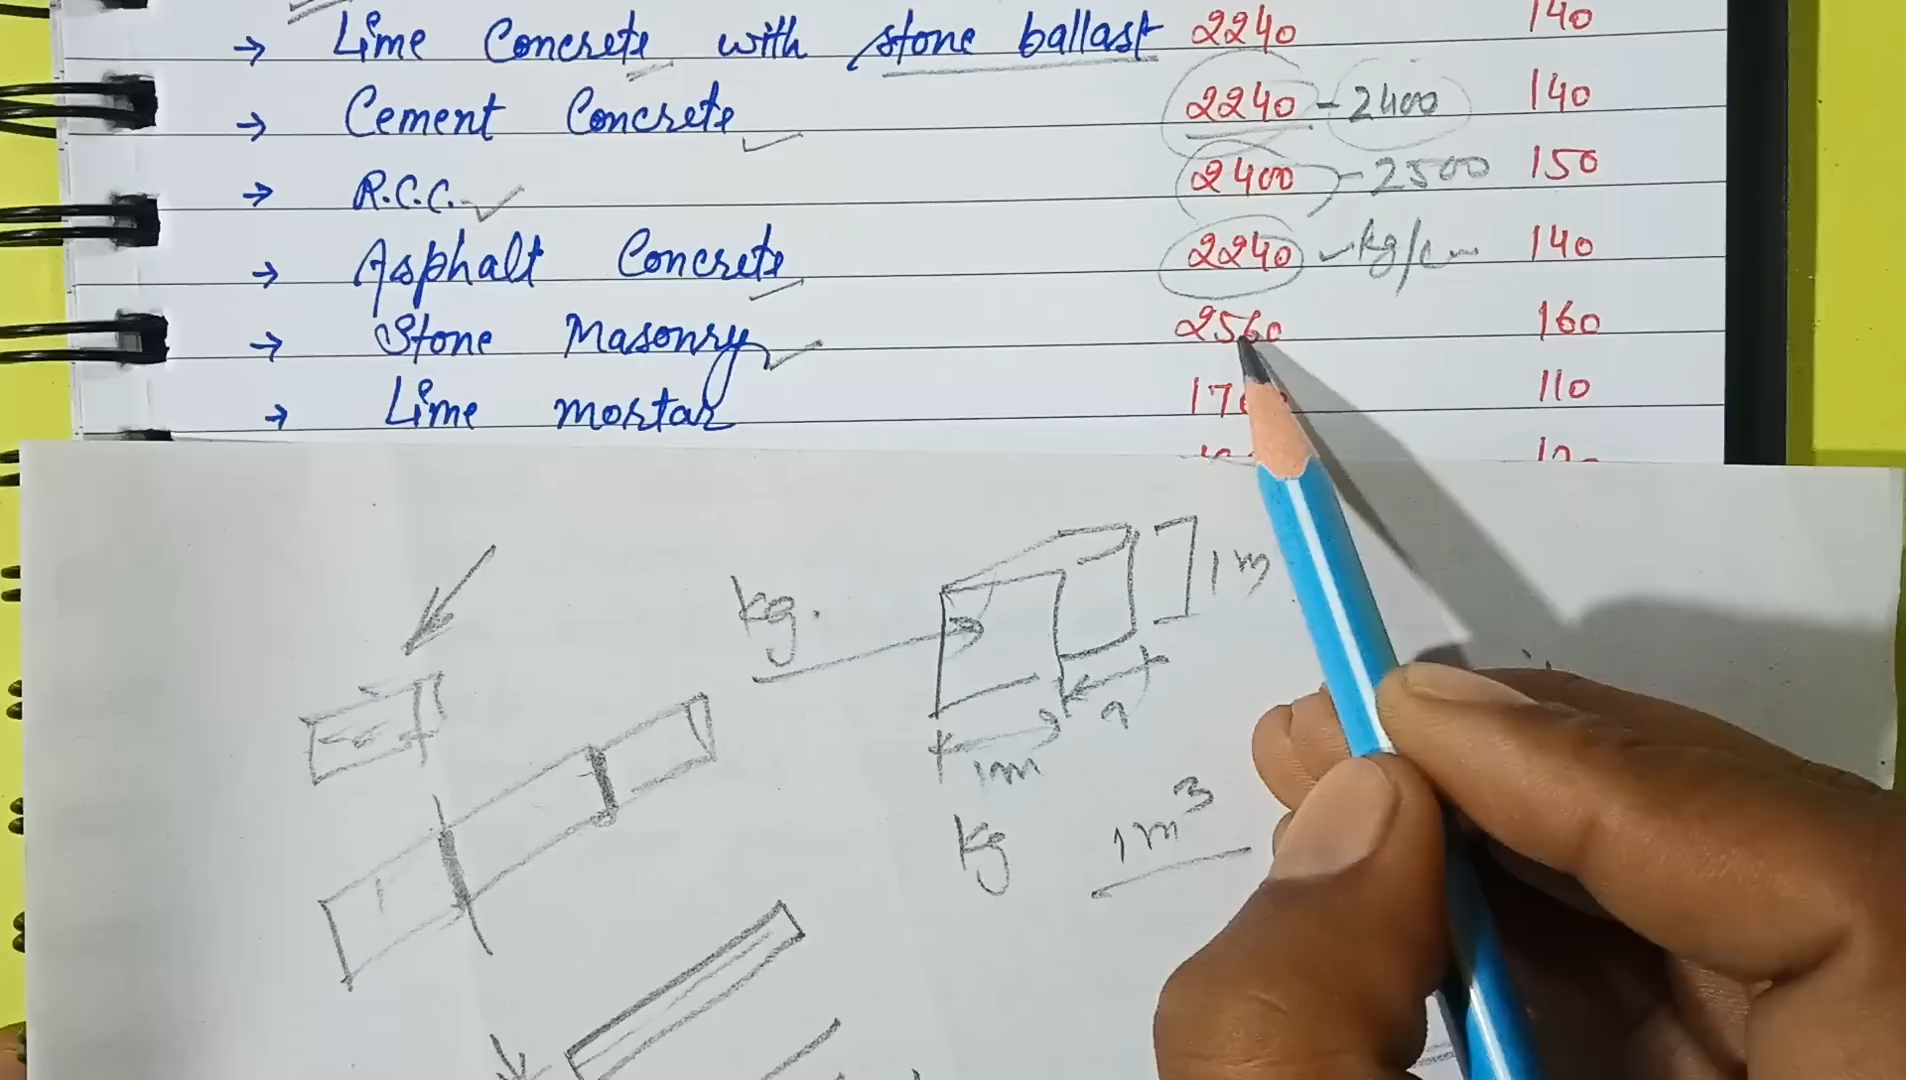 → Lime Concrete with stone ballast 2240 140
→ Cement Concrete 2240 - 2400 140
→ R.C.C. 2400 - 2500 150
→ Asphalt Concrete 2240 - kg/cum 140
→ Stone Masonry 2560 160
→ Lime mortar 110
kg. 1m
1m
kg 1m³